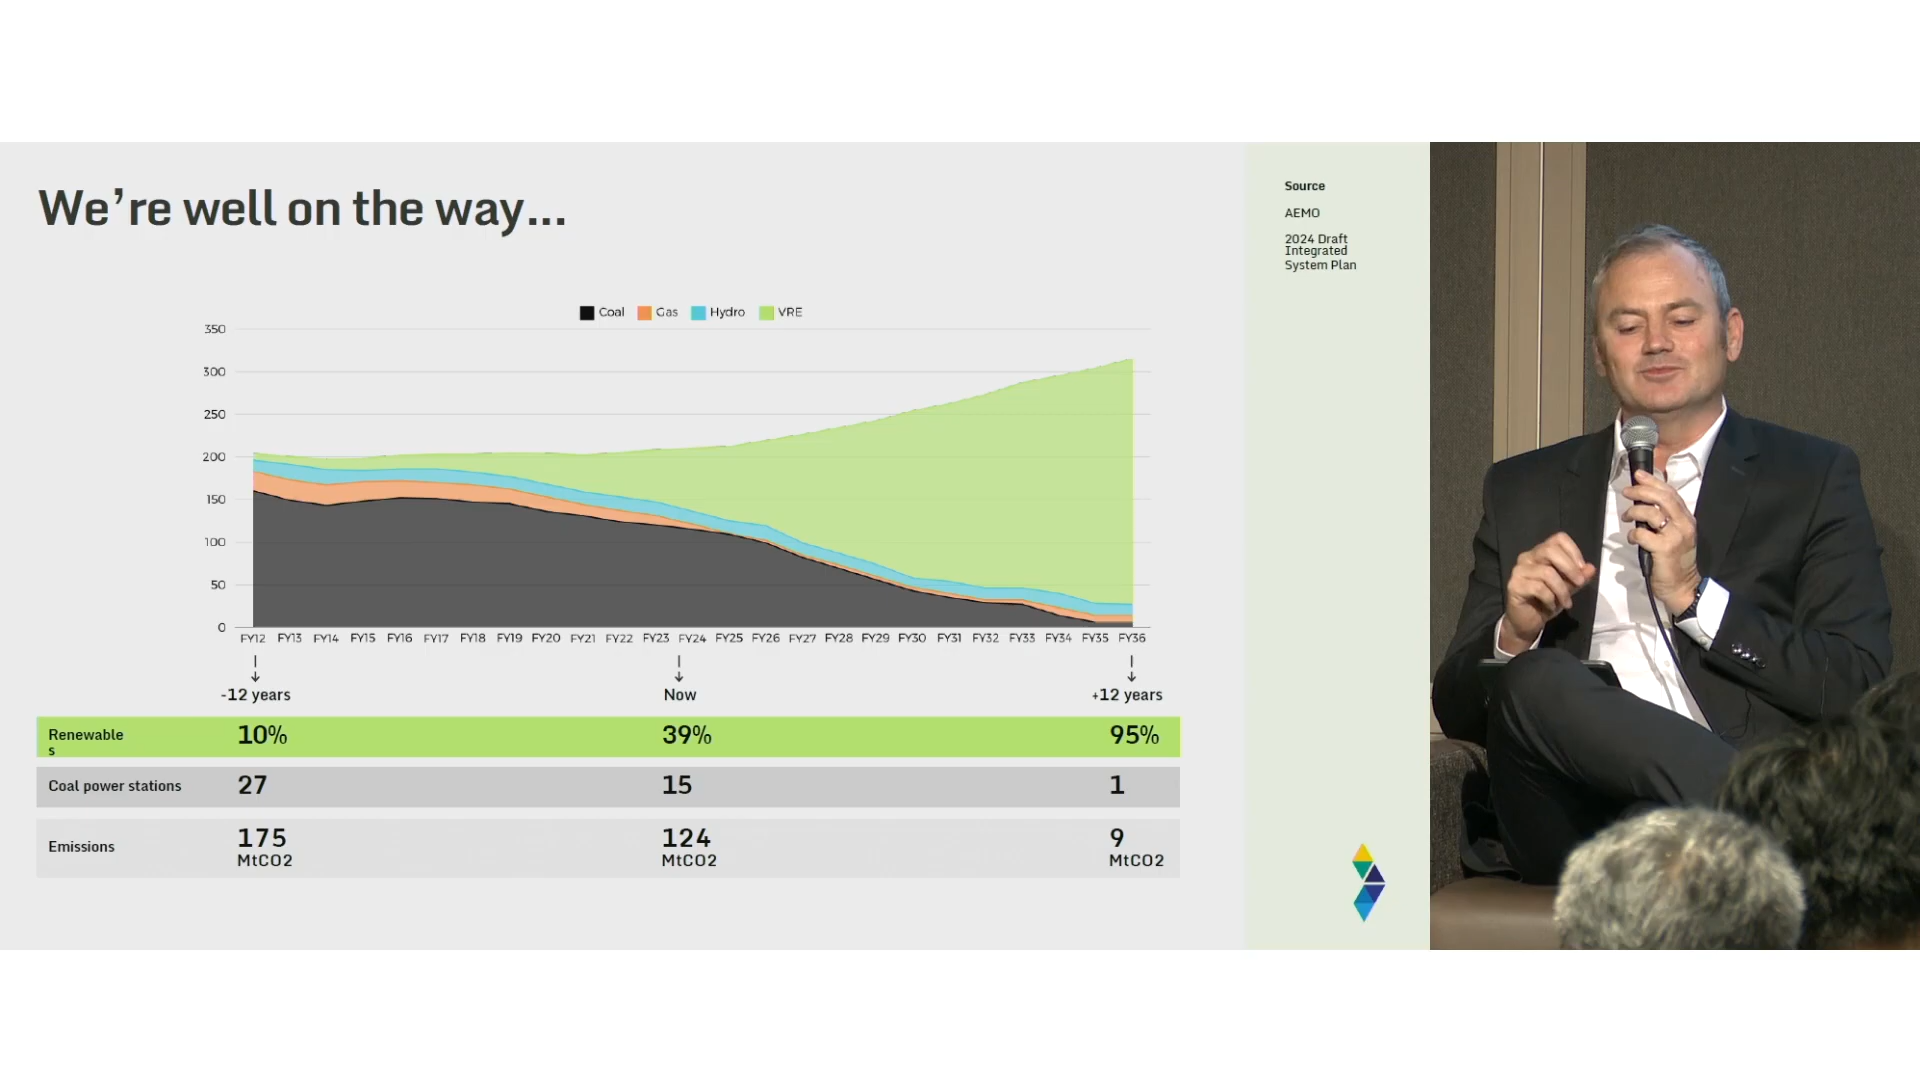 We're well on the way...
Source
AEMO
2024 Draft
Integrated
System Plan
Coal Gas Hydro VRE
350
300
250
200
150
100
50
0
FY12 FY13 FY14 FY15 FY16 FY17 FY18 FY19 FY20 FY21 FY22 FY23 FY24 FY25 FY26 FY27 FY28 FY29 FY30 FY31 FY32 FY33 FY34 FY35 FY36
-12 years Now +12 years
Renewable 10% 39% 95%
s
Coal power stations 27 15 1
Emissions 175 124 9
MtCO2 MtCO2 MtCO2